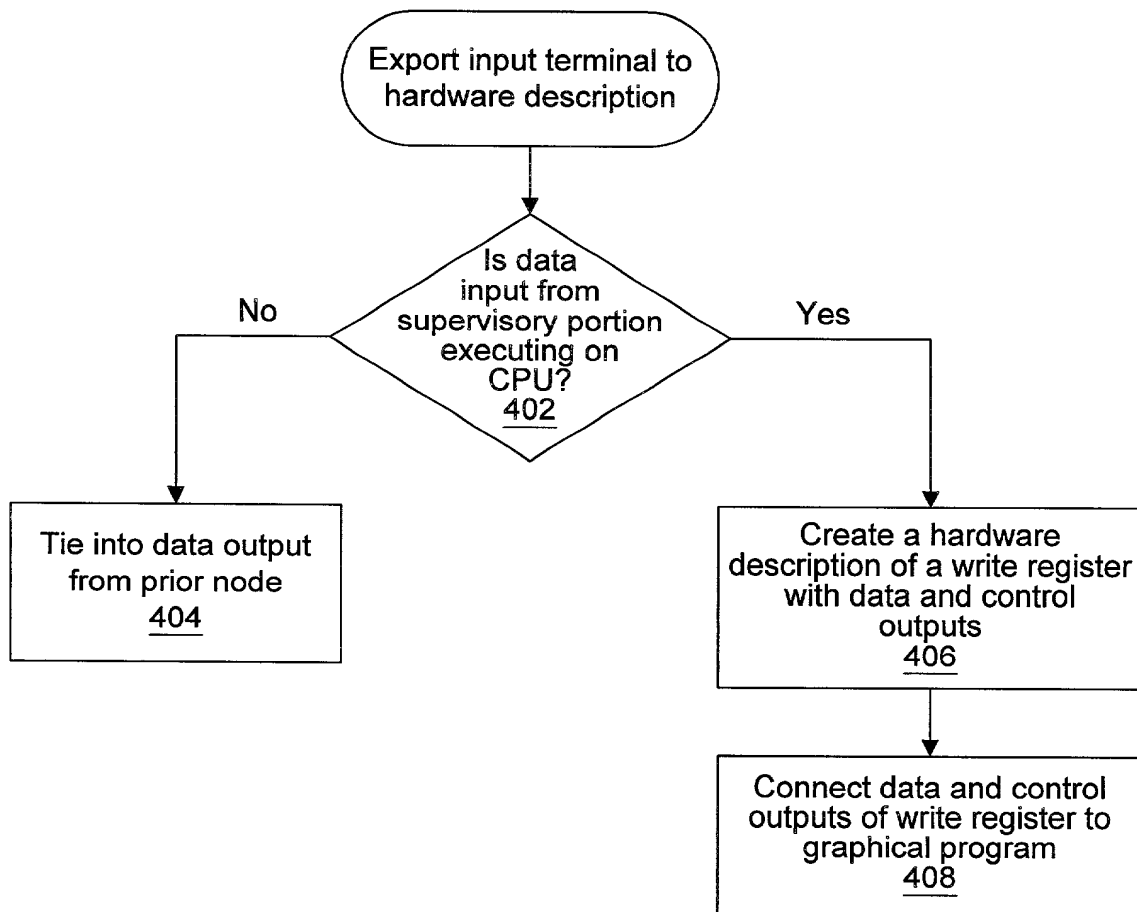 Export input terminal to
hardware description
Is data
input from
supervisory portion
executing on
CPU?
402
No
Yes
Tie into data output
from prior node
404
Create a hardware
description of a write register
with data and control
outputs
406
Connect data and control
outputs of write register to
graphical program
408